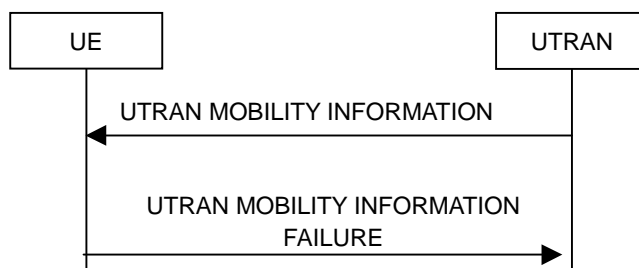 UE
UTRAN
UTRAN MOBILITY INFORMATION
UTRAN MOBILITY INFORMATION
FAILURE